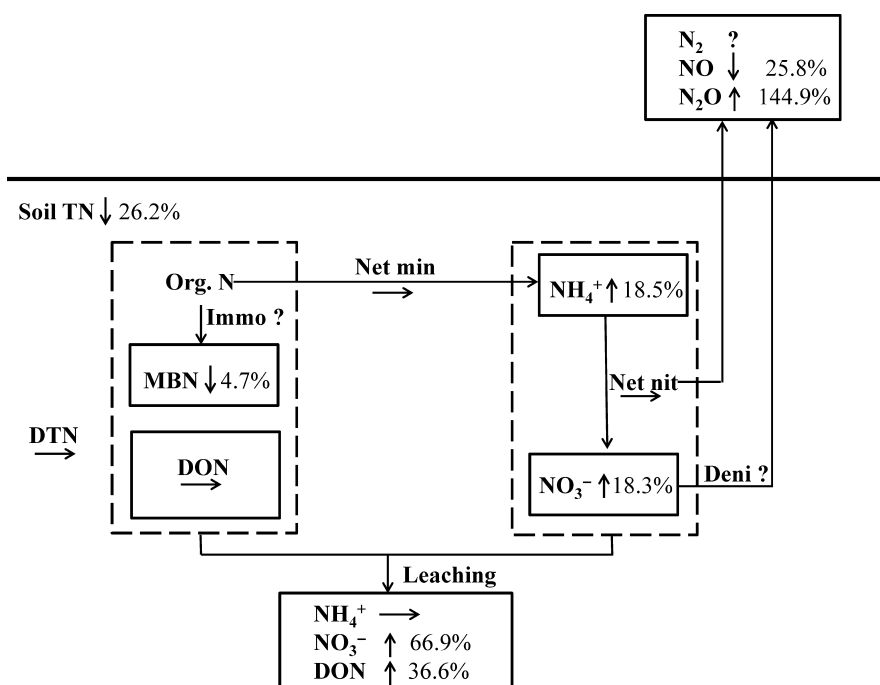 N₂ ?
NO ↓ 25.8%
N₂O ↑ 144.9%
Soil TN ↓ 26.2%
Org. N
Net min
→
Immo ?
MBN ↓ 4.7%
DTN
→
DON
→
NH₄⁺ ↑ 18.5%
Net nit
→
NO₃⁻ ↑ 18.3%
Deni ?
Leaching
NH₄⁺ →
NO₃⁻ ↑ 66.9%
DON ↑ 36.6%